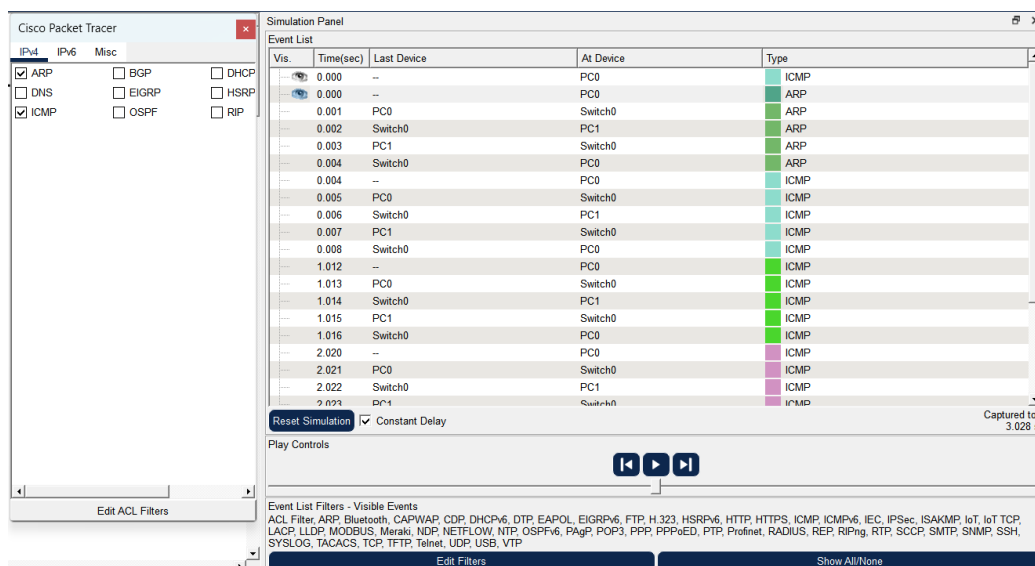 Cisco Packet Tracer
IPv4 IPv6 Misc
ARP BGP DHCP
DNS EIGRP HSRP
ICMP OSPF RIP
Edit ACL Filters
Simulation Panel
Event List
Vis. Time(sec) Last Device At Device Type
0.000 -- PC0 ICMP
0.000 -- PC0 ARP
0.001 PC0 Switch0 ARP
0.002 Switch0 PC1 ARP
0.003 PC1 Switch0 ARP
0.004 Switch0 PC0 ARP
0.004 -- PC0 ICMP
0.005 PC0 Switch0 ICMP
0.006 Switch0 PC1 ICMP
0.007 PC1 Switch0 ICMP
0.008 Switch0 PC0 ICMP
1.012 -- PC0 ICMP
1.013 PC0 Switch0 ICMP
1.014 Switch0 PC1 ICMP
1.015 PC1 Switch0 ICMP
1.016 Switch0 PC0 ICMP
2.020 -- PC0 ICMP
2.021 PC0 Switch0 ICMP
2.022 Switch0 PC1 ICMP
2.023 PC1 Switch0 ICMP
Reset Simulation Constant Delay
Captured to
3.028
Play Controls
Event List Filters - Visible Events
ACL Filter, ARP, Bluetooth, CAPWAP, CDP, DHCPv6, DTP, EAPOL, EIGRPv6, FTP, H.323, HSRPv6, HTTP, HTTPS, ICMP, ICMPv6, IEC, IPSec, ISAKMP, IoT, IoT TCP,
LACP, LLDP, MODBUS, Meraki, NDP, NETFLOW, NTP, OSPFv6, PAgP, POP3, PPP, PPPoED, PTP, Profinet, RADIUS, REP, RIPng, RTP, SCCP, SMTP, SNMP, SSH,
SYSLOG, TACACS, TCP, TFTP, Telnet, UDP, USB, VTP
Edit Filters Show All/None